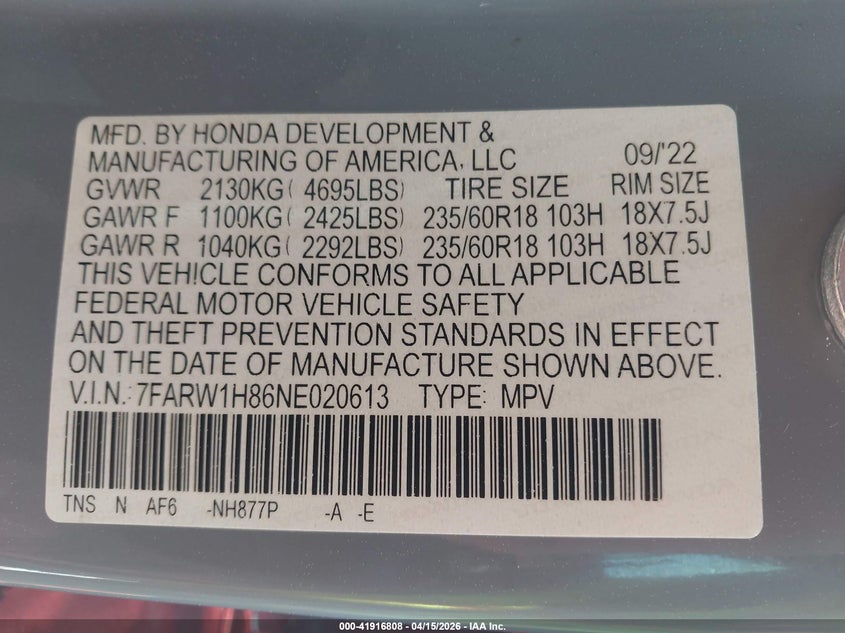 MFD. BY HONDA DEVELOPMENT &
MANUFACTURING OF AMERICA, LLC 09/'22
GVWR 2130KG( 4695LBS) TIRE SIZE RIM SIZE
GAWR F 1100KG( 2425LBS) 235/60R18 103H 18X7.5J
GAWR R 1040KG( 2292LBS) 235/60R18 103H 18X7.5J
THIS VEHICLE CONFORMS TO ALL APPLICABLE
FEDERAL MOTOR VEHICLE SAFETY
AND THEFT PREVENTION STANDARDS IN EFFECT
ON THE DATE OF MANUFACTURE SHOWN ABOVE.
V.I.N.: 7FARW1H86NE020613 TYPE: MPV
TNS N AF6 -NH877P -A -E
000-41916808 - 04/15/2026 - IAA Inc.